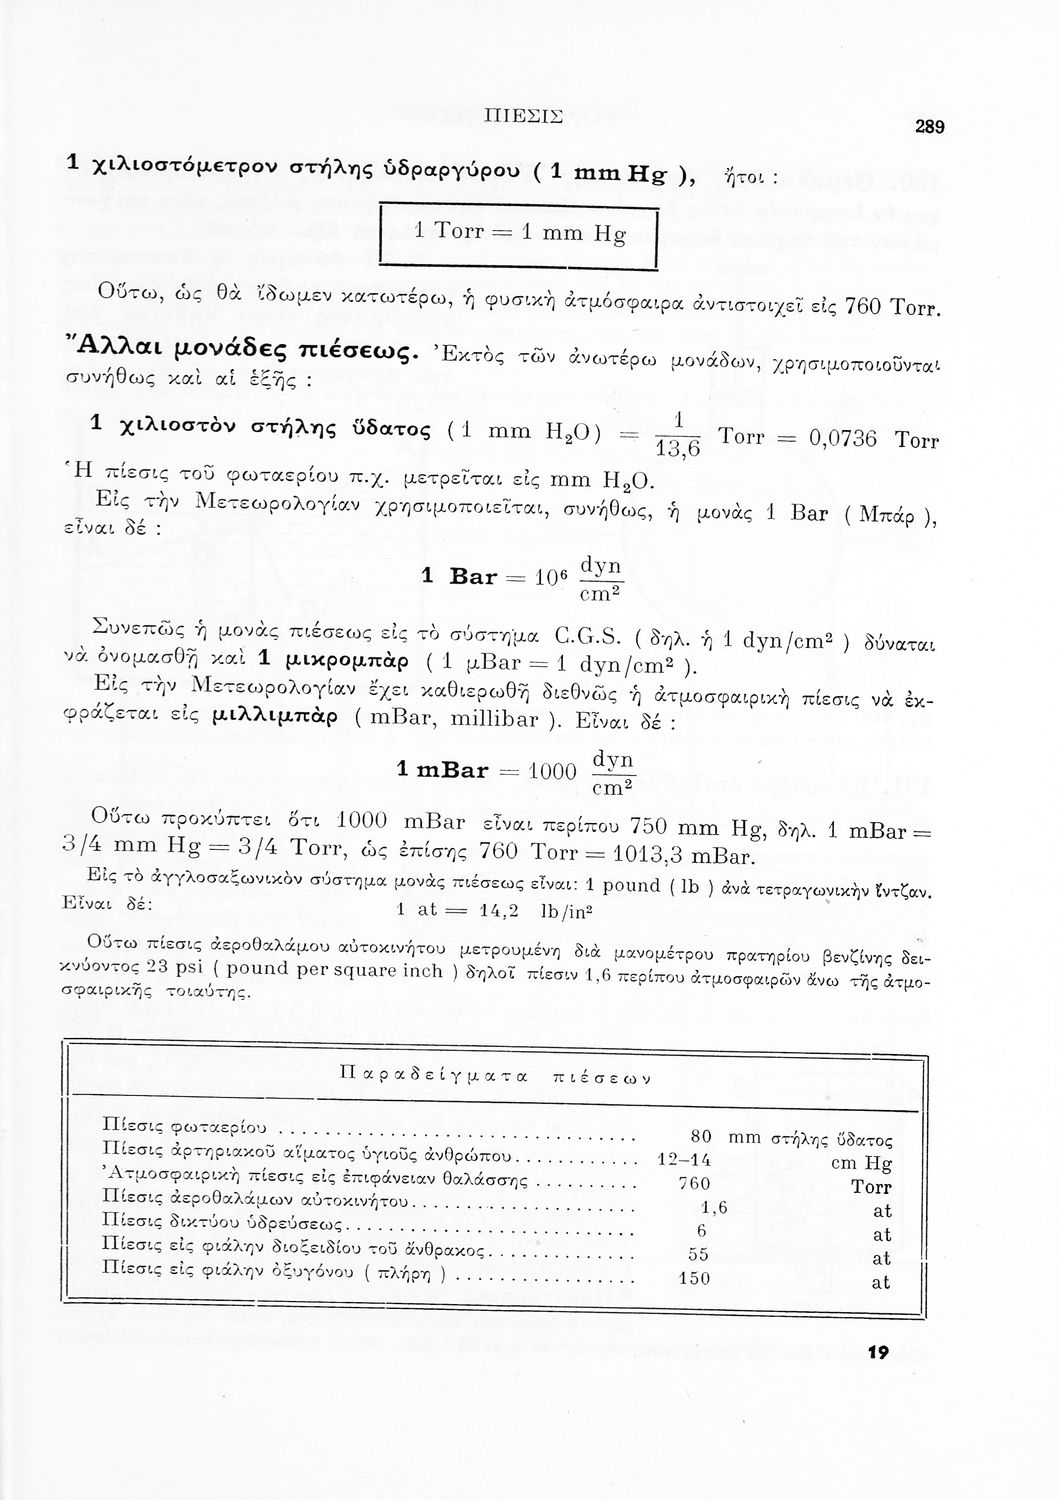 ΠΙΕΣΙΣ
289
1 χιλιοστόμετρον στήλης ὑδραργύρου ( 1 mm Hg ), ἤτοι :
1 Torr = 1 mm Hg
Οὕτω, ὡς θὰ ἴδωμεν κατωτέρω, ἡ φυσικὴ ἀτμόσφαιρα ἀντιστοιχεῖ εἰς 760 Torr.
Ἄλλαι μονάδες πιέσεως. Ἐκτὸς τῶν ἀνωτέρω μονάδων, χρησιμοποιοῦνται
συνήθως καὶ αἱ ἑξῆς :
1 χιλιοστὸν στήλης ὕδατος (1 mm H₂O) = 1/13,6 Torr = 0,0736 Torr
Ἡ πίεσις τοῦ φωταερίου π.χ. μετρεῖται εἰς mm H₂O.
Εἰς τὴν Μετεωρολογίαν χρησιμοποιεῖται, συνήθως, ἡ μονὰς 1 Bar ( Μπάρ ),
εἶναι δέ :
1 Bar = 10⁶ dyn/cm²
Συνεπῶς ἡ μονὰς πιέσεως εἰς τὸ σύστημα C.G.S. ( δηλ. ἡ 1 dyn/cm² ) δύναται
νὰ ὀνομασθῇ καὶ 1 μικρομπὰρ ( 1 μBar = 1 dyn/cm² ).
Εἰς τὴν Μετεωρολογίαν ἔχει καθιερωθῆ διεθνῶς ἡ ἀτμοσφαιρικὴ πίεσις νὰ ἐκ-
φράζεται εἰς μιλλιμπὰρ ( mBar, millibar ). Εἶναι δέ :
1 mBar = 1000 dyn/cm²
Οὕτω προκύπτει ὅτι 1000 mBar εἶναι περίπου 750 mm Hg, δηλ. 1 mBar =
3/4 mm Hg = 3/4 Torr, ὡς ἐπίσης 760 Torr = 1013,3 mBar.
Εἰς τὸ ἀγγλοσαξωνικὸν σύστημα μονὰς πιέσεως εἶναι: 1 pound ( lb ) ἀνὰ τετραγωνικὴν ἴντζαν.
Εἶναι δέ: 1 at = 14,2 lb/in²
Οὕτω πίεσις ἀεροθαλάμου αὐτοκινήτου μετρουμένη διὰ μανομέτρου πρατηρίου βενζίνης δει-
κνύοντος 23 psi ( pound per square inch ) δηλοῖ πίεσιν 1,6 περίπου ἀτμοσφαιρῶν ἄνω τῆς ἀτμο-
σφαιρικῆς τοιαύτης.
Παραδείγματα πιέσεων
Πίεσις φωταερίου . . . . . . . . . . . . . . . . 80 mm στήλης ὕδατος
Πίεσις ἀρτηριακοῦ αἵματος ὑγιοῦς ἀνθρώπου . . . . . . . . 12–14 cm Hg
Ἀτμοσφαιρικὴ πίεσις εἰς ἐπιφάνειαν θαλάσσης . . . . . . . . 760 Torr
Πίεσις ἀεροθαλάμων αὐτοκινήτου . . . . . . . . . . . . 1,6 at
Πίεσις δικτύου ὑδρεύσεως . . . . . . . . . . . . . . 6 at
Πίεσις εἰς φιάλην διοξειδίου τοῦ ἄνθρακος . . . . . . . . 55 at
Πίεσις εἰς φιάλην ὀξυγόνου ( πλήρη ) . . . . . . . . . . 150 at
19